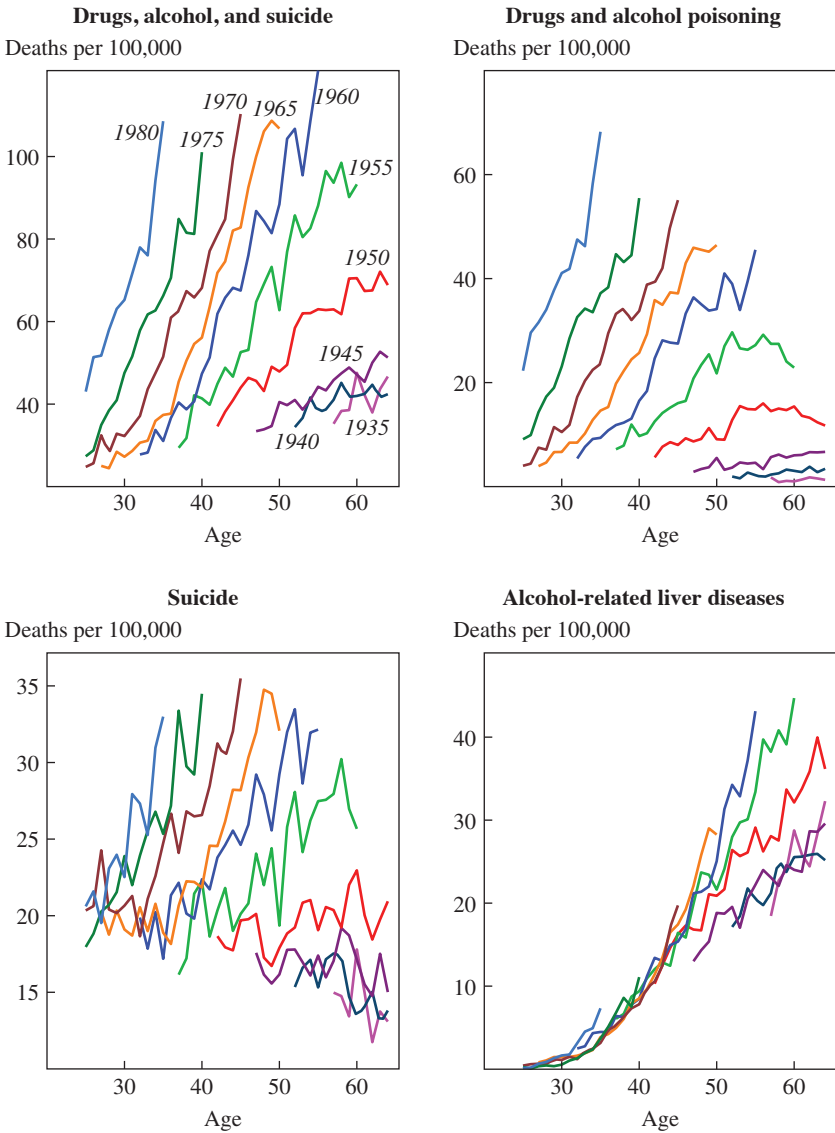 Drugs, alcohol, and suicide
Deaths per 100,000
100
80
60
40
1980
1975
1970
1965
1960
1955
1950
1945
1940
1935
30 40 50 60
Age
Drugs and alcohol poisoning
Deaths per 100,000
60
40
20
30 40 50 60
Age
Suicide
Deaths per 100,000
35
30
25
20
15
30 40 50 60
Age
Alcohol-related liver diseases
Deaths per 100,000
40
30
20
10
30 40 50 60
Age